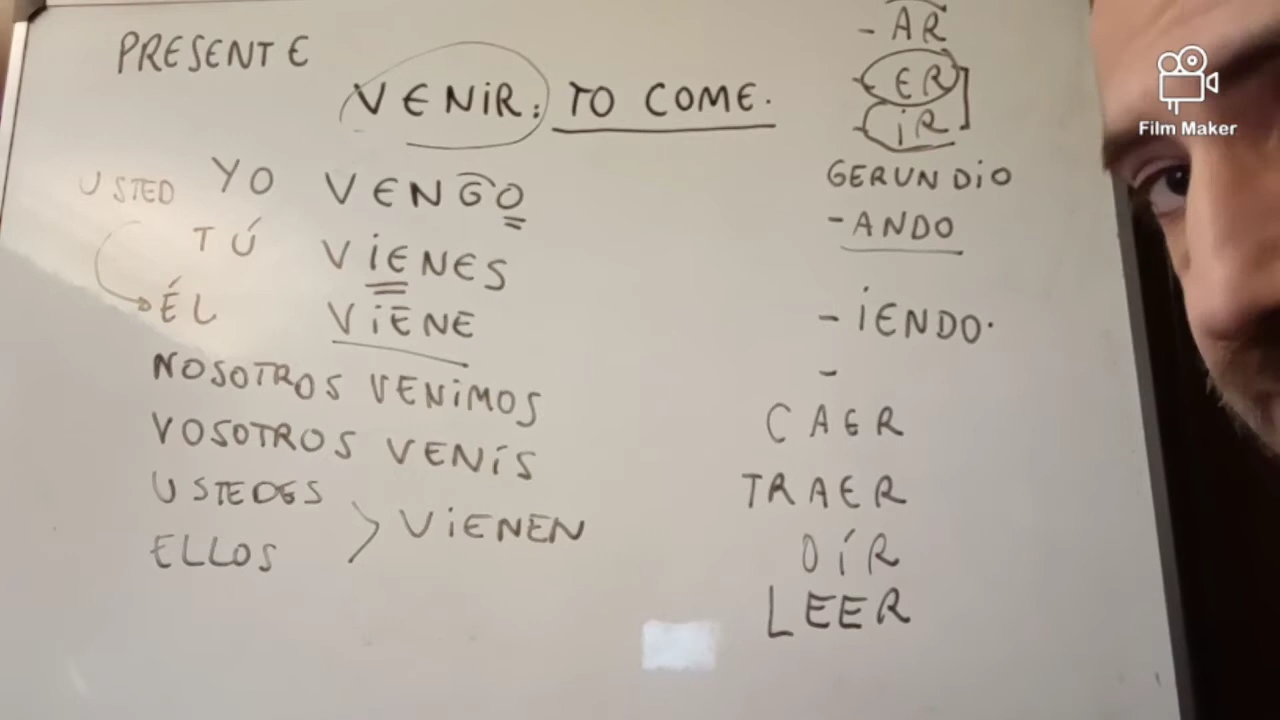 PRESENTE
VENIR: TO COME.
USTED YO VENGO
TÚ VIENES
ÉL VIENE
NOSOTROS VENIMOS
VOSOTROS VENÍS
USTEDES
ELLOS > VIENEN
- AR
- ER
- IR
GERUNDIO
-ANDO
- IENDO.
-
CAER
TRAER
OÍR
LEER
Film Maker